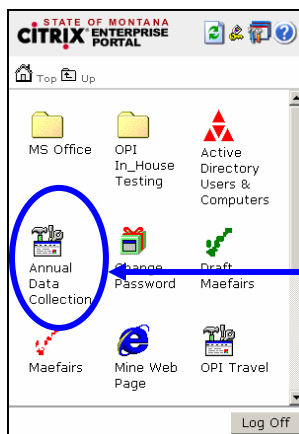 STATE OF MONTANA
CITRIX® ENTERPRISE
PORTAL
Top Up
MS Office
OPI
In_House
Testing
Active
Directory
Users &
Computers
Annual
Data
Collection
Change
Password
Draft
Maefairs
Maefairs
Mine Web
Page
OPI Travel
Log Off